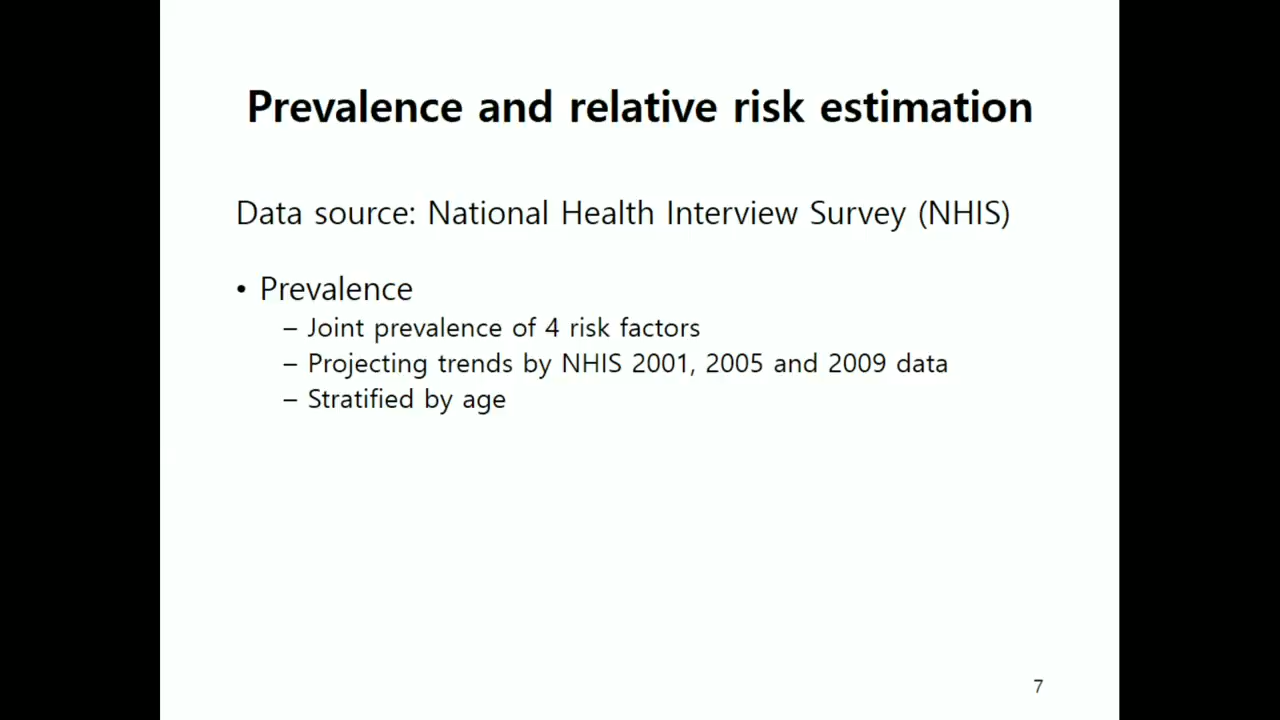 Prevalence and relative risk estimation
Data source: National Health Interview Survey (NHIS)
• Prevalence
– Joint prevalence of 4 risk factors
– Projecting trends by NHIS 2001, 2005 and 2009 data
– Stratified by age
7